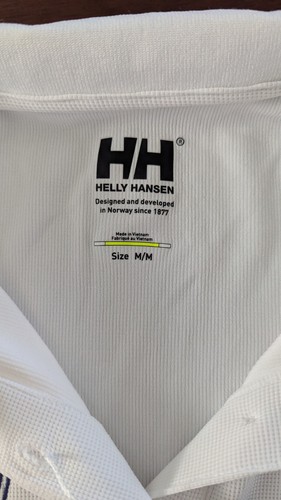 HH®
HELLY HANSEN
Designed and developed
in Norway since 1877
Made in Vietnam
Fabriqué au Vietnam
Size M/M